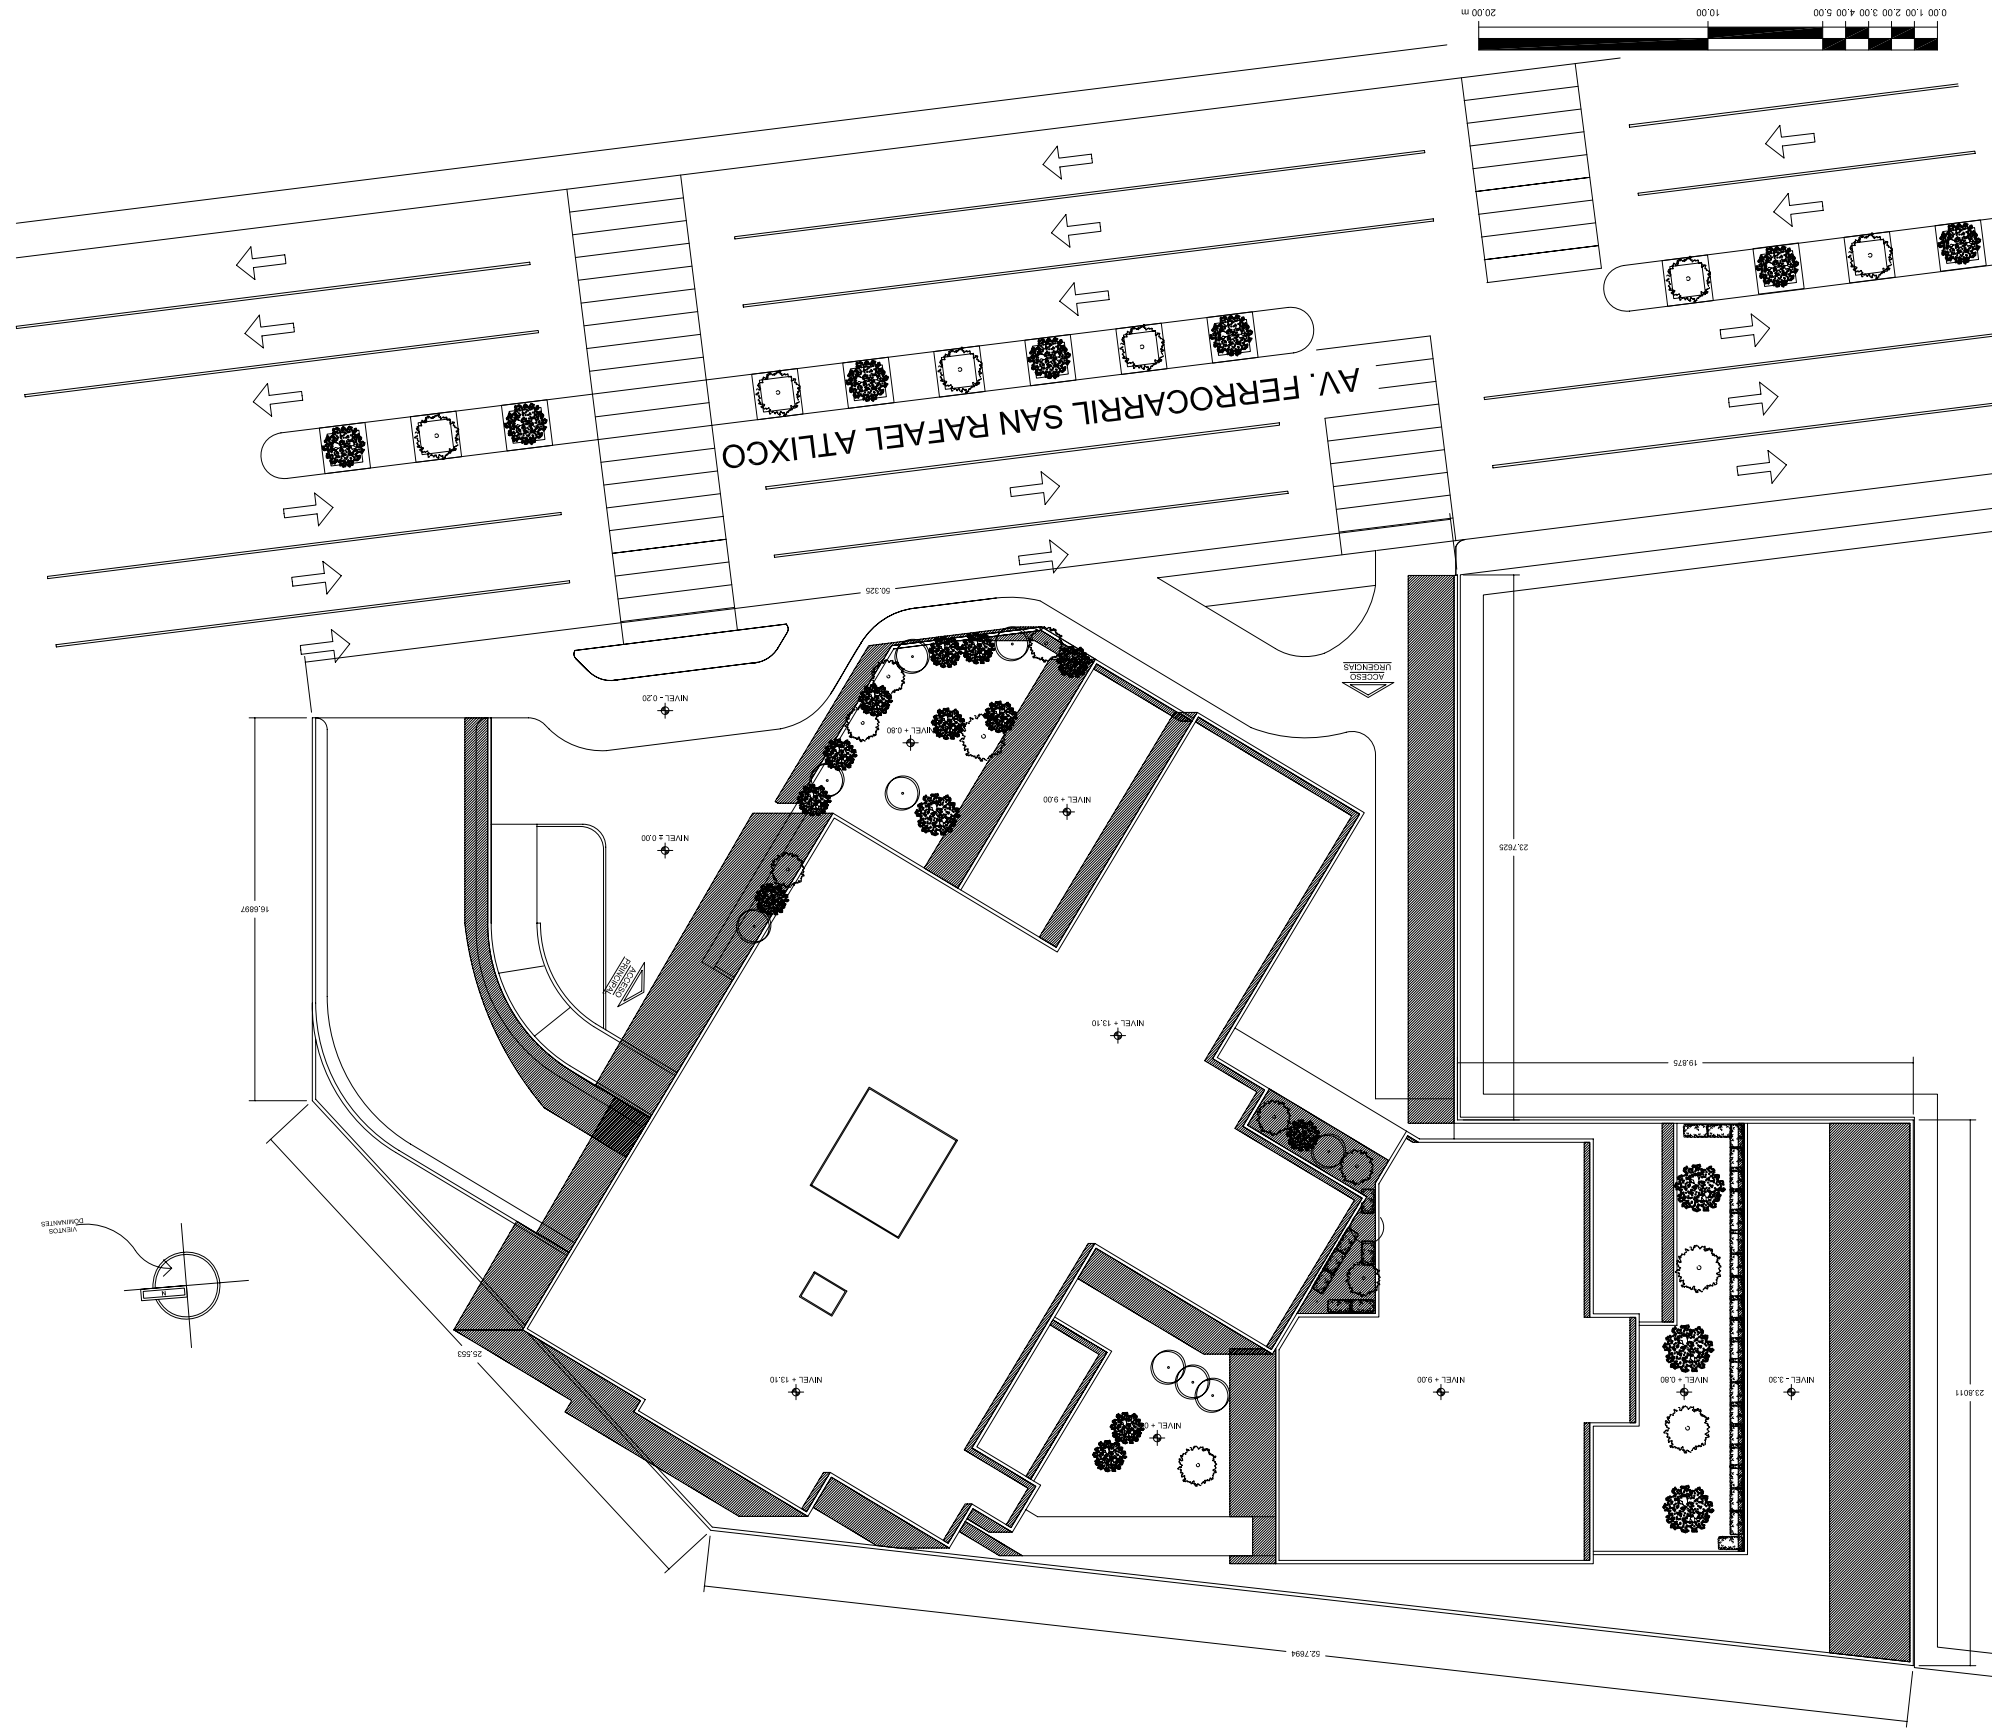 0.00 1.00 2.00 3.00 4.00 5.00 10.00 20.00 m
AV. FERROCARRIL SAN RAFAEL ATLIXCO
50.325
ACCESO
URGENCIAS
NIVEL - 0.20
NIVEL + 0.80
NIVEL + 9.00
NIVEL ± 0.00
23.7625
16.6897
ACCESO
PRINCIPAL
NIVEL + 13.10
19.875
VIENTOS
DOMINANTES
N
25.553
NIVEL + 13.10
NIVEL + 9.00
NIVEL + 0.80
NIVEL - 3.30
23.8011
NIVEL +
52.7694